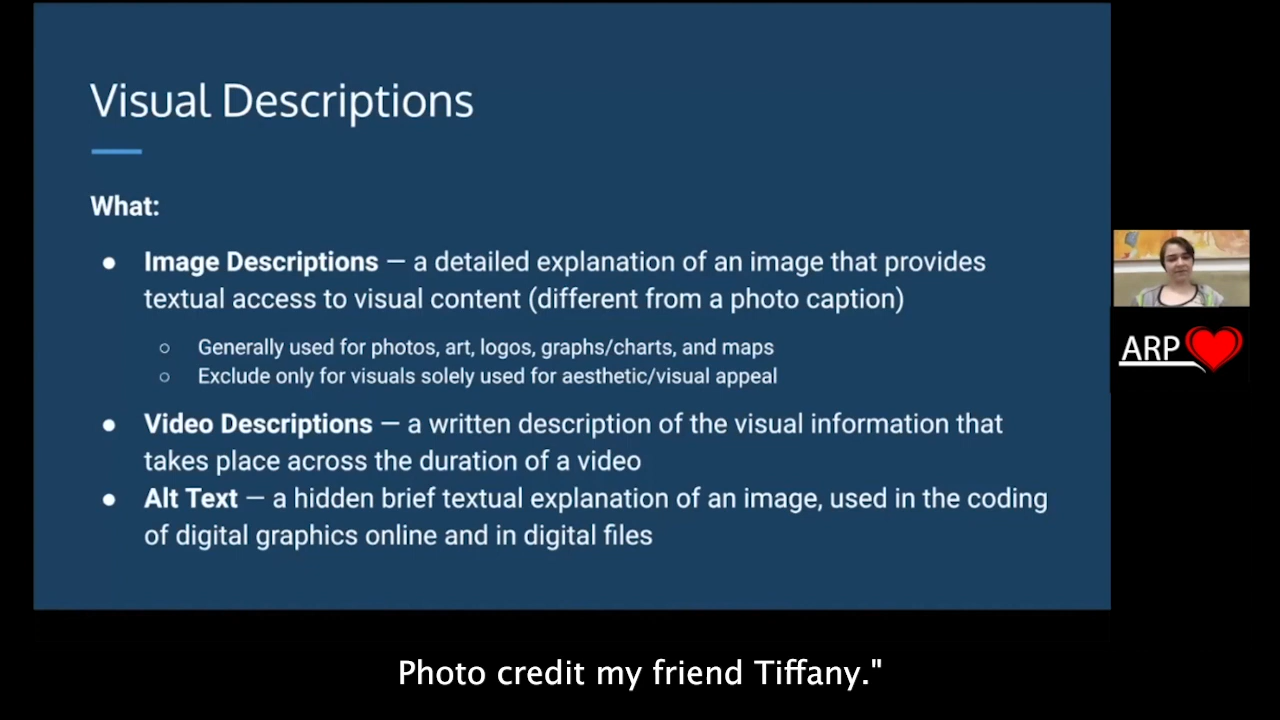 Visual Descriptions
What:
● Image Descriptions — a detailed explanation of an image that provides
textual access to visual content (different from a photo caption)
○ Generally used for photos, art, logos, graphs/charts, and maps
○ Exclude only for visuals solely used for aesthetic/visual appeal
● Video Descriptions — a written description of the visual information that
takes place across the duration of a video
● Alt Text — a hidden brief textual explanation of an image, used in the coding
of digital graphics online and in digital files
ARP
Photo credit my friend Tiffany."